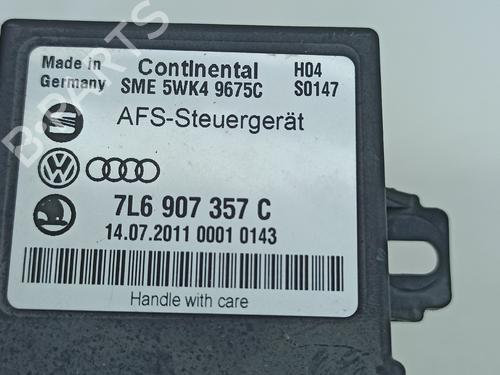 Made in Continental H04
Germany SME 5WK4 9675C S0147
AFS-Steuergerät
7L6 907 357 C
14.07.2011 0001 0143
Handle with care
B-PARTS